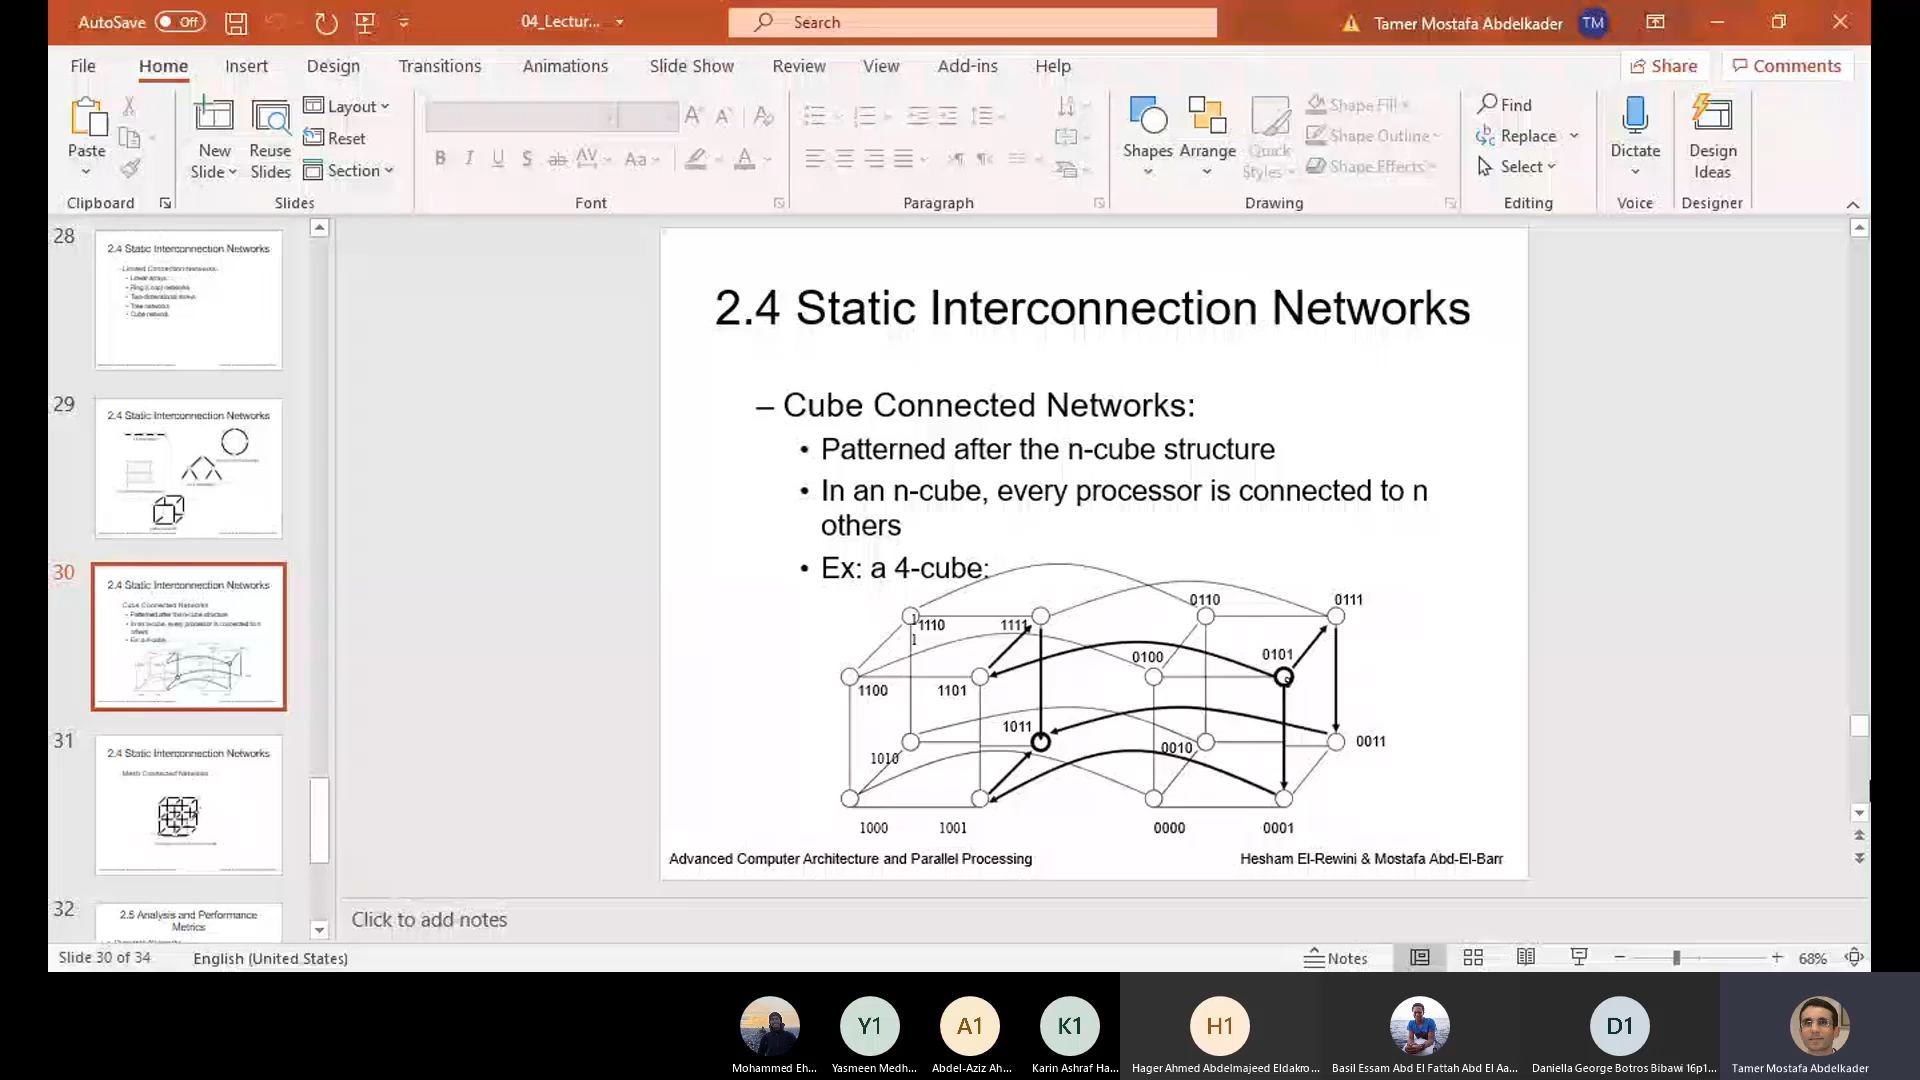 AutoSave Off 04_Lectur... Search Tamer Mostafa Abdelkader TM
File Home Insert Design Transitions Animations Slide Show Review View Add-ins Help Share Comments
Paste New Slide Reuse Slides Layout Reset Section
B I U S ab AV Aa A
Shapes Arrange Quick Styles Shape Fill Shape Outline Shape Effects
Find Replace Select Dictate Design Ideas
Clipboard Slides Font Paragraph Drawing Editing Voice Designer
28
2.4 Static Interconnection Networks
Limited Connection Networks
• Linear arrays
• Ring (Loop) networks
• Tree networks
• Cube network
29
2.4 Static Interconnection Networks
30
2.4 Static Interconnection Networks
Cube Connected Networks
• Patterned after the n-cube structure
• In an n-cube, every processor is connected to n
others
• Ex: a 4-cube
31
2.4 Static Interconnection Networks
Mesh Connected Networks
32
2.5 Analysis and Performance
Metrics
2.4 Static Interconnection Networks
– Cube Connected Networks:
• Patterned after the n-cube structure
• In an n-cube, every processor is connected to n
others
• Ex: a 4-cube:
0110 0111
1110 1111
0100 0101
1100 1101
1011
1010 0010 0011
1000 1001 0000 0001
Advanced Computer Architecture and Parallel Processing Hesham El-Rewini & Mostafa Abd-El-Barr
Click to add notes
Slide 30 of 34 English (United States) Notes 68%
Y1 A1 K1 H1 D1
Mohammed Eh... Yasmeen Medh... Abdel-Aziz Ah... Karin Ashraf Ha... Hager Ahmed Abdelmajeed Eldakro... Basil Essam Abd El Fattah Abd El Aa... Daniella George Botros Bibawi 16p1... Tamer Mostafa Abdelkader